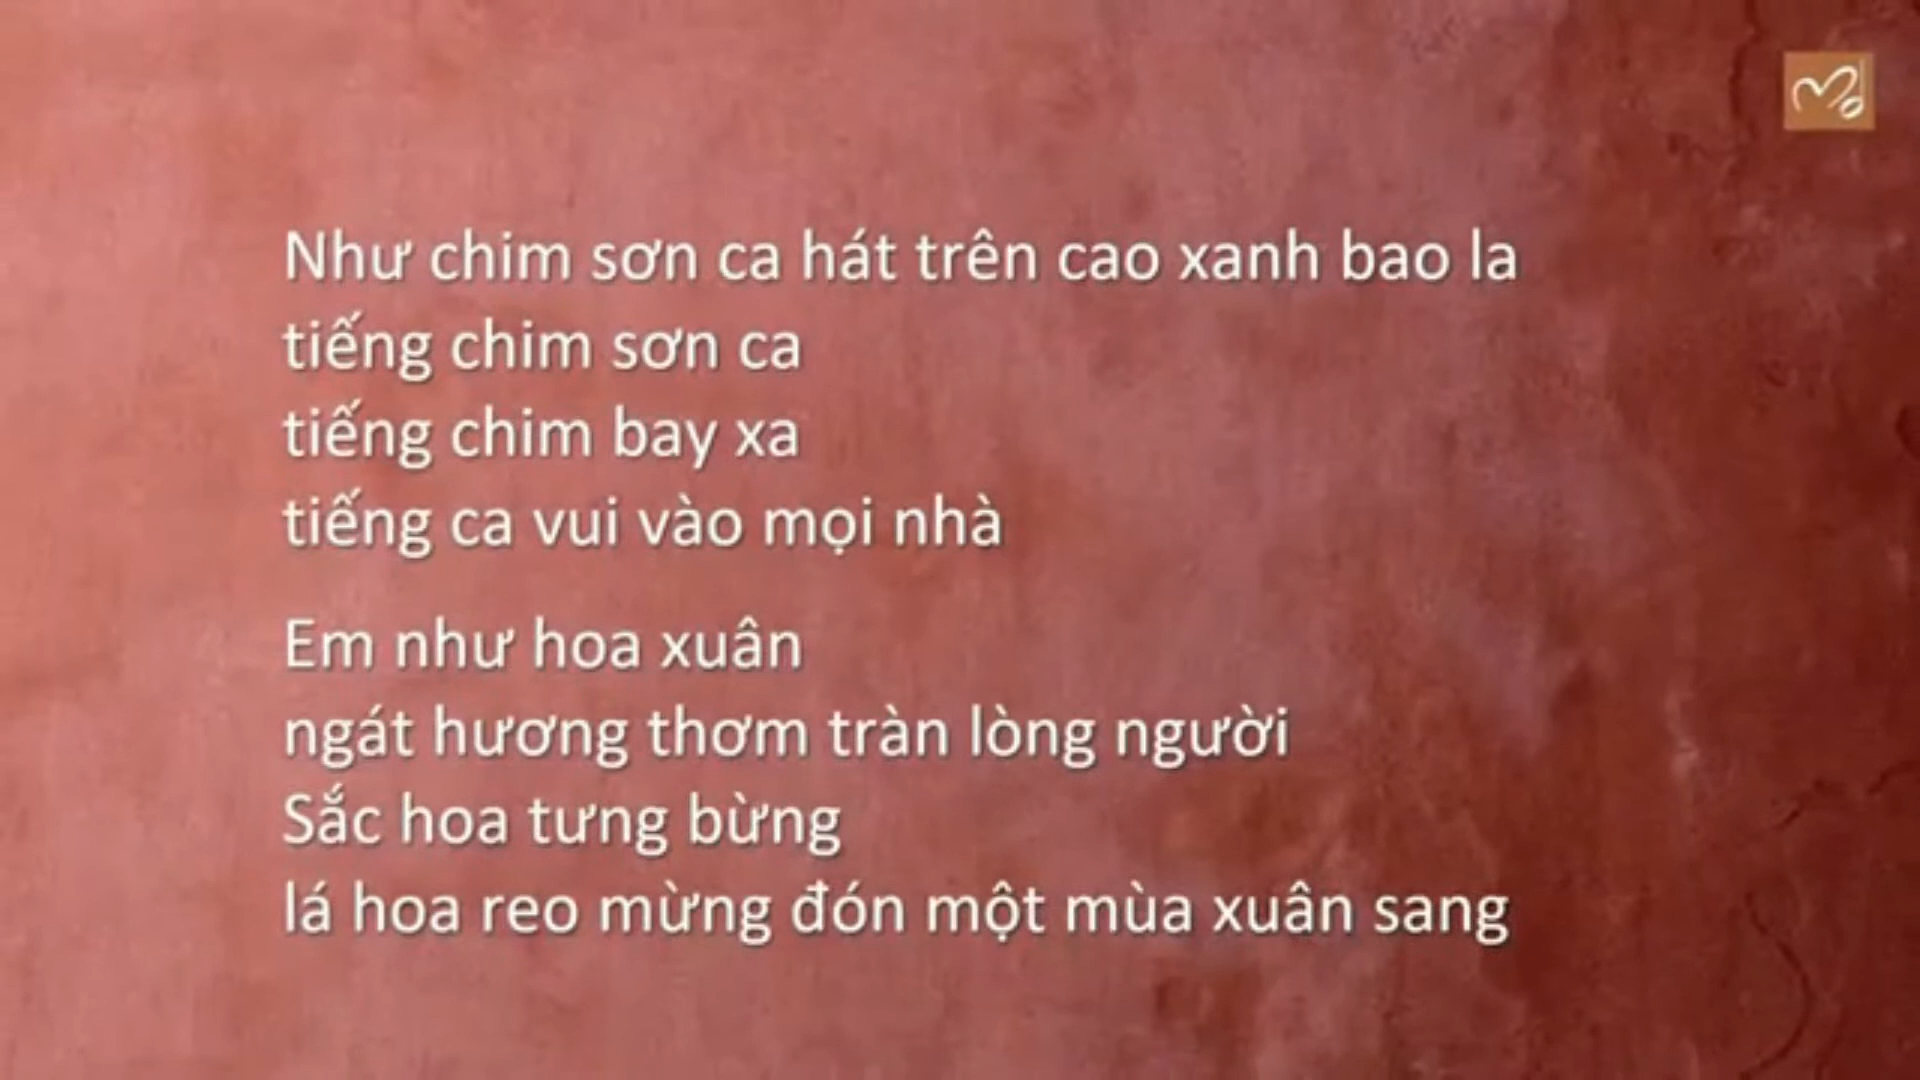 Như chim sơn ca hát trên cao xanh bao la
tiếng chim sơn ca
tiếng chim bay xa
tiếng ca vui vào mọi nhà
Em như hoa xuân
ngát hương thơm tràn lòng người
Sắc hoa tưng bừng
lá hoa reo mừng đón một mùa xuân sang